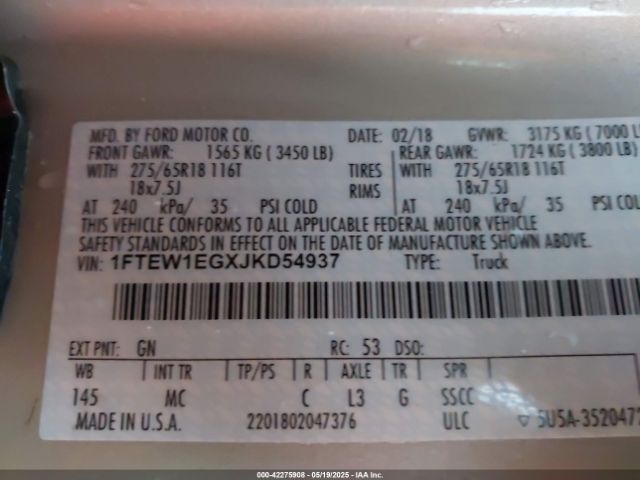 MFD. BY FORD MOTOR CO. DATE: 02/18 GVWR: 3175 KG ( 7000 L
FRONT GAWR: 1565 KG ( 3450 LB) REAR GAWR: 1724 KG ( 3800 LB)
WITH 275/65R18 116T TIRES WITH 275/65R18 116T
18x7.5J RIMS 18x7.5J
AT 240 kPa/ 35 PSI COLD AT 240 kPa/ 35 PSI COL
THIS VEHICLE CONFORMS TO ALL APPLICABLE FEDERAL MOTOR VEHICLE
SAFETY STANDARDS IN EFFECT ON THE DATE OF MANUFACTURE SHOWN ABOVE.
VIN: 1FTEW1EGXJKD54937 TYPE: Truck
EXT PNT: GN RC: 53 DSO:
WB INT TR TP/PS R AXLE TR SPR
145 MC C L3 G SSCC
MADE IN U.S.A. 2201802047376 ULC 5U5A-3520472
000-42275908 - 05/19/2025 - IAA Inc.